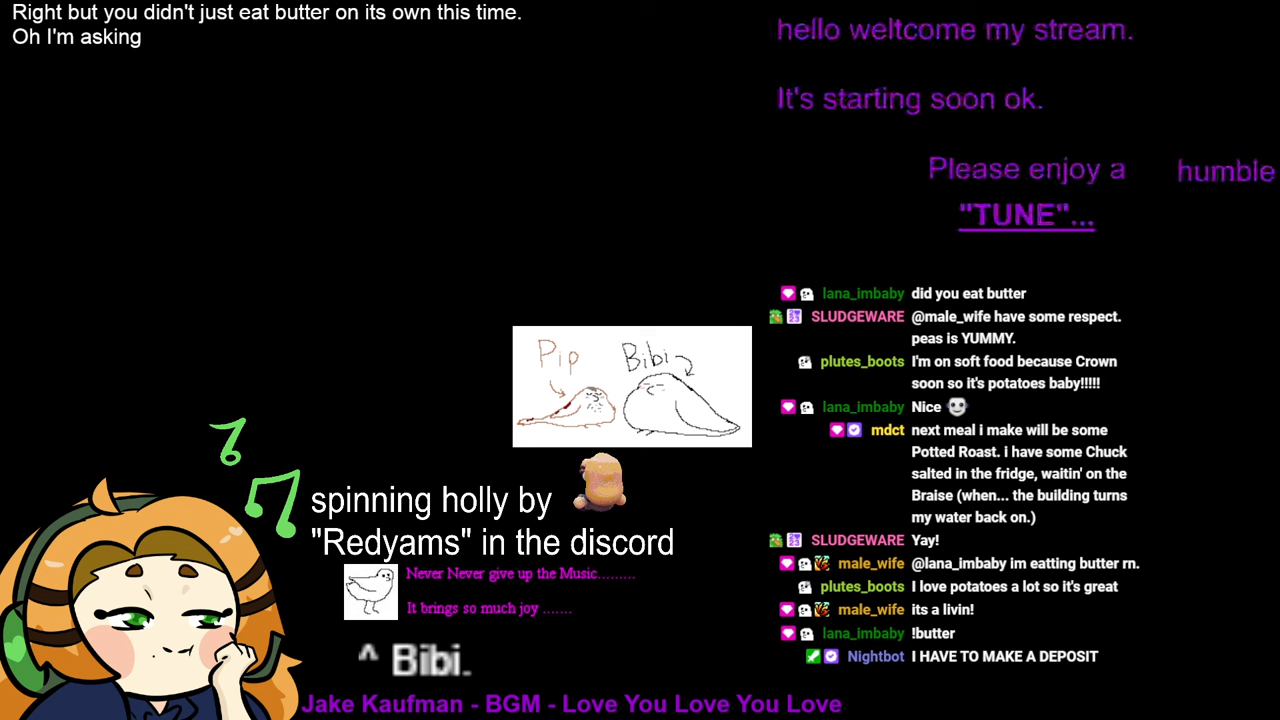 Right but you didn't just eat butter on its own this time.
Oh I'm asking
hello weltcome my stream.
It's starting soon ok.
Please enjoy a humble
"TUNE"...
lana_imbaby did you eat butter
SLUDGEWARE @male_wife have some respect.
peas is YUMMY.
plutes_boots I'm on soft food because Crown
soon so it's potatoes baby!!!!!
lana_imbaby Nice
mdct next meal i make will be some
Potted Roast. i have some Chuck
salted in the fridge, waitin' on the
Braise (when... the building turns
my water back on.)
SLUDGEWARE Yay!
male_wife @lana_imbaby im eatting butter rn.
plutes_boots I love potatoes a lot so it's great
male_wife its a livin!
lana_imbaby !butter
Nightbot I HAVE TO MAKE A DEPOSIT
Pip Bibi
spinning holly by
"Redyams" in the discord
Never Never give up the Music.........
It brings so much joy .......
^ Bibi.
Jake Kaufman - BGM - Love You Love You Love